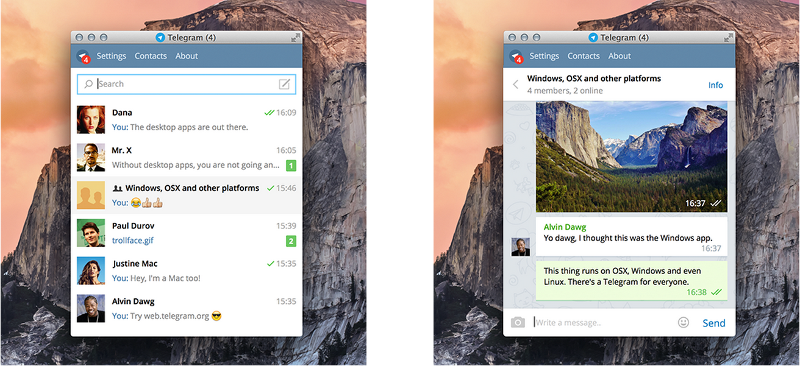 Telegram (4)
4
Settings Contacts About
Search
Dana 16:09
You: The desktop apps are out there.
Mr. X 16:05
Without desktop apps, you are not going an... 1
Windows, OSX and other platforms 15:46
You: 😂👍👍
Paul Durov 15:39
trollface.gif 2
Justine Mac 15:35
You: Hey, I'm a Mac too!
Alvin Dawg 15:35
You: Try web.telegram.org 😎
Telegram (4)
4
Settings Contacts About
Windows, OSX and other platforms
4 members, 2 online
Info
16:37
Alvin Dawg
Yo dawg, I thought this was the Windows app.
16:37
This thing runs on OSX, Windows and even
Linux. There's a Telegram for everyone.
16:38
Write a message..
Send